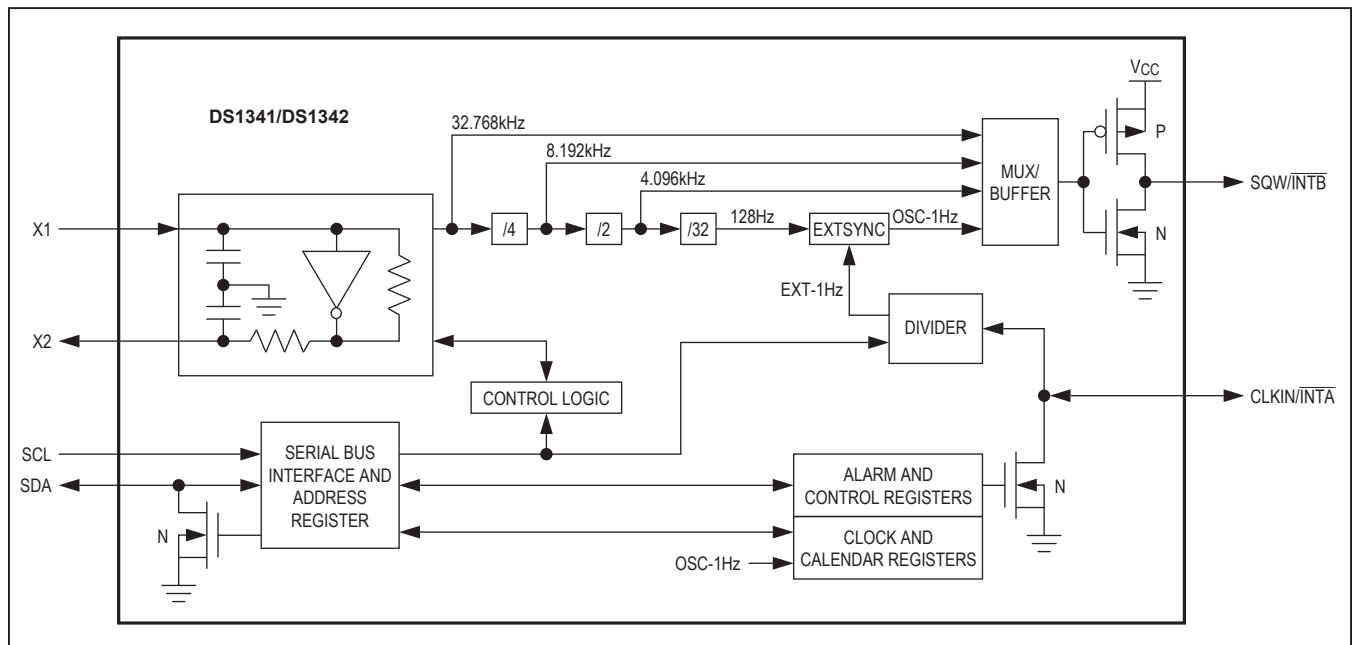 DS1341/DS1342
VCC
P
N
SQW/INTB
32.768kHz
8.192kHz
4.096kHz
MUX/
BUFFER
X1
/4
/2
/32
128Hz
EXTSYNC
OSC-1Hz
EXT-1Hz
X2
DIVIDER
CONTROL LOGIC
CLKIN/INTA
SCL
SDA
SERIAL BUS
INTERFACE AND
ADDRESS
REGISTER
N
ALARM AND
CONTROL REGISTERS
N
CLOCK AND
CALENDAR REGISTERS
OSC-1Hz